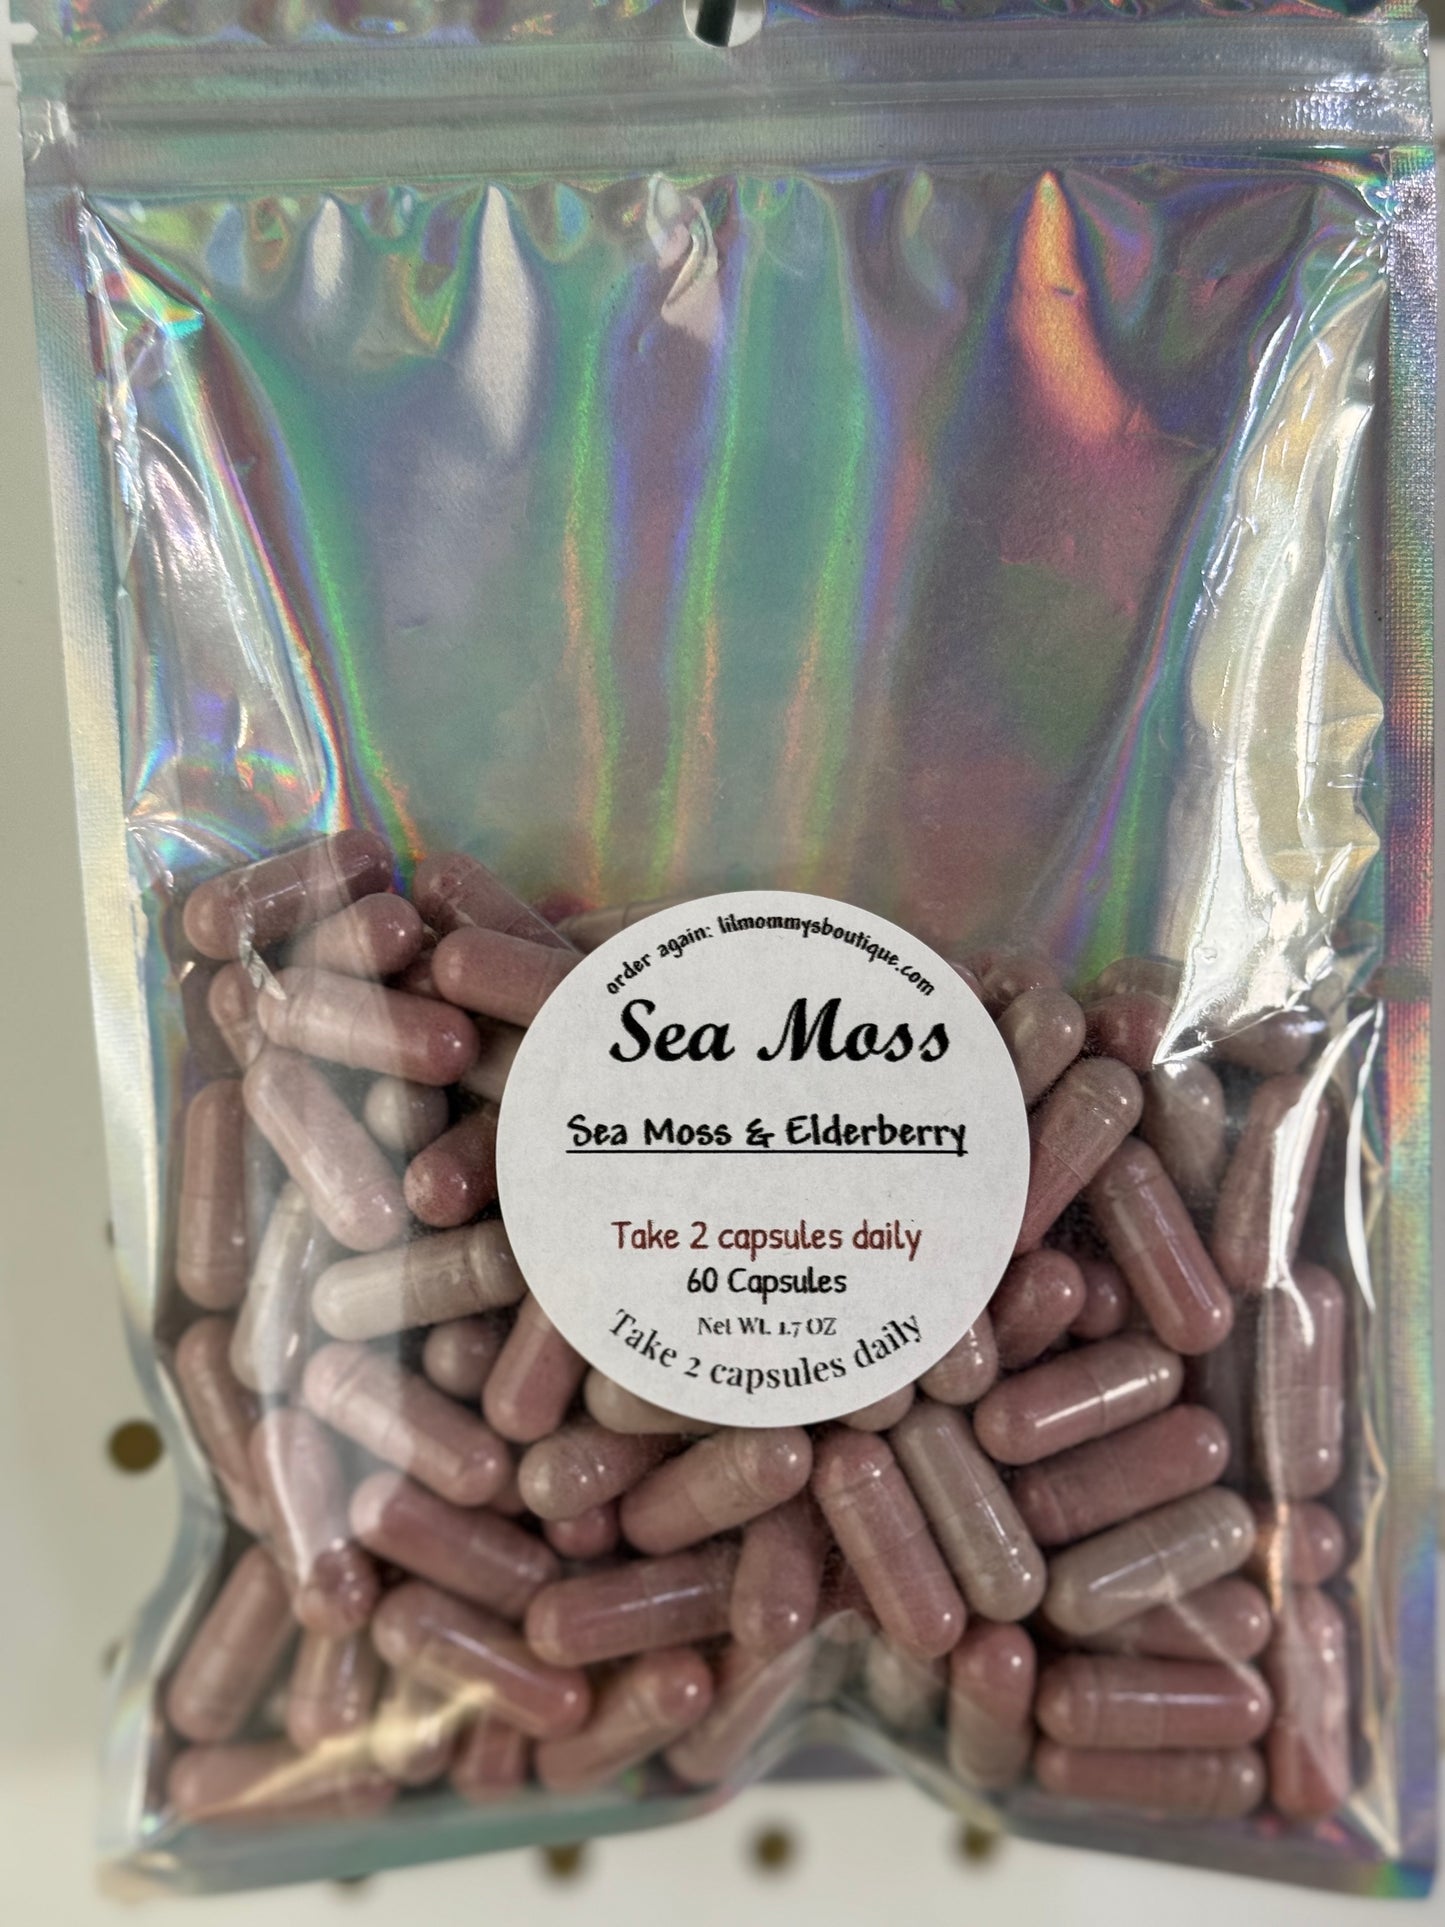 order again: lilmommysboutique.com
Sea Moss
Sea Moss & Elderberry
Take 2 capsules daily
60 Capsules
Net Wt. 1.7 OZ
Take 2 capsules daily